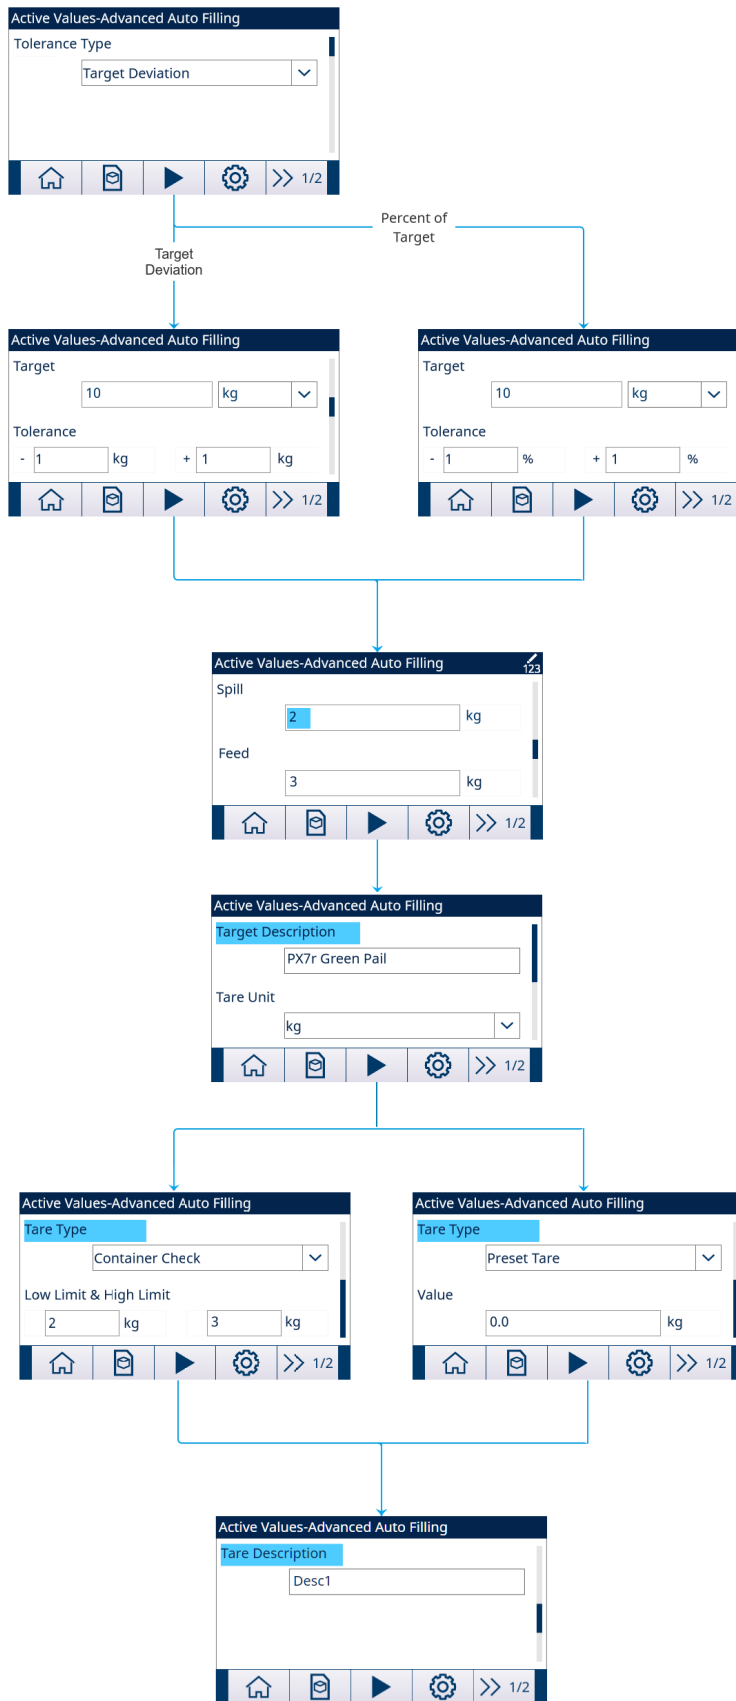 Active Values-Advanced Auto Filling
Tolerance Type
Target Deviation
1/2
Percent of
Target
Target
Deviation
Active Values-Advanced Auto Filling
Target
10 kg
Tolerance
- 1 kg + 1 kg
1/2
Active Values-Advanced Auto Filling
Target
10 kg
Tolerance
- 1 % + 1 %
1/2
Active Values-Advanced Auto Filling 123
Spill
2 kg
Feed
3 kg
1/2
Active Values-Advanced Auto Filling
Target Description
PX7r Green Pail
Tare Unit
kg
1/2
Active Values-Advanced Auto Filling
Tare Type
Container Check
Low Limit & High Limit
2 kg 3 kg
1/2
Active Values-Advanced Auto Filling
Tare Type
Preset Tare
Value
0.0 kg
1/2
Active Values-Advanced Auto Filling
Tare Description
Desc1
1/2